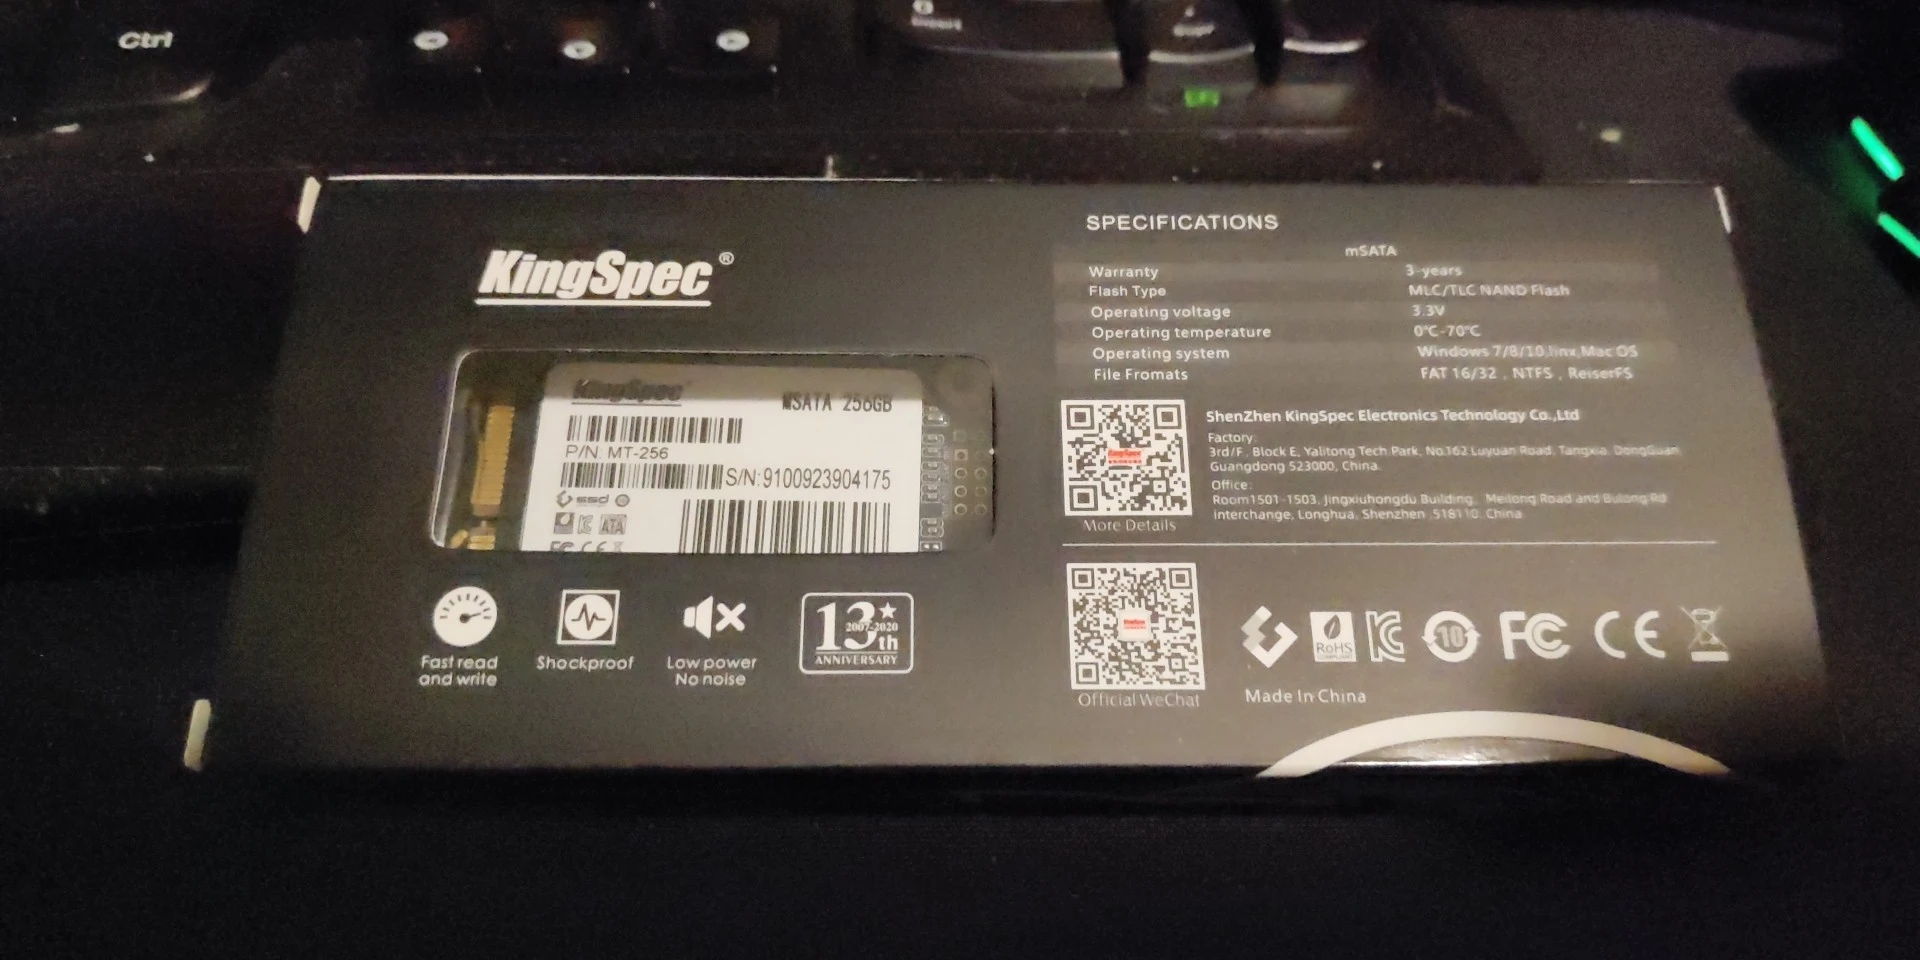 Ctrl
KingSpec®
KingSpec
MSATA 256GB
P/N: MT-256
S/N:9100923904175
ssd
ATA
FC CE
Fast read
and write
Shockproof
Low power
No noise
13th
2007-2020
ANNIVERSARY
SPECIFICATIONS
mSATA
Warranty 3-years
Flash Type MLC/TLC NAND Flash
Operating voltage 3.3V
Operating temperature 0℃-70℃
Operating system Windows 7/8/10,linx,Mac OS
File Fromats FAT 16/32 , NTFS , ReiserFS
ShenZhen KingSpec Electronics Technology Co.,Ltd
Factory:
3rd/F, Block E, Yalitong Tech Park, No.162 Luyuan Road, Tangxia, DongGuan
Guangdong 523000, China.
Office:
Room1501-1503, Jingxiuhongdu Building, Meilong Road and Bulong Rd
interchange, Longhua, Shenzhen ,518110, China
More Details
Official WeChat
RoHS
10
FC CE
Made In China